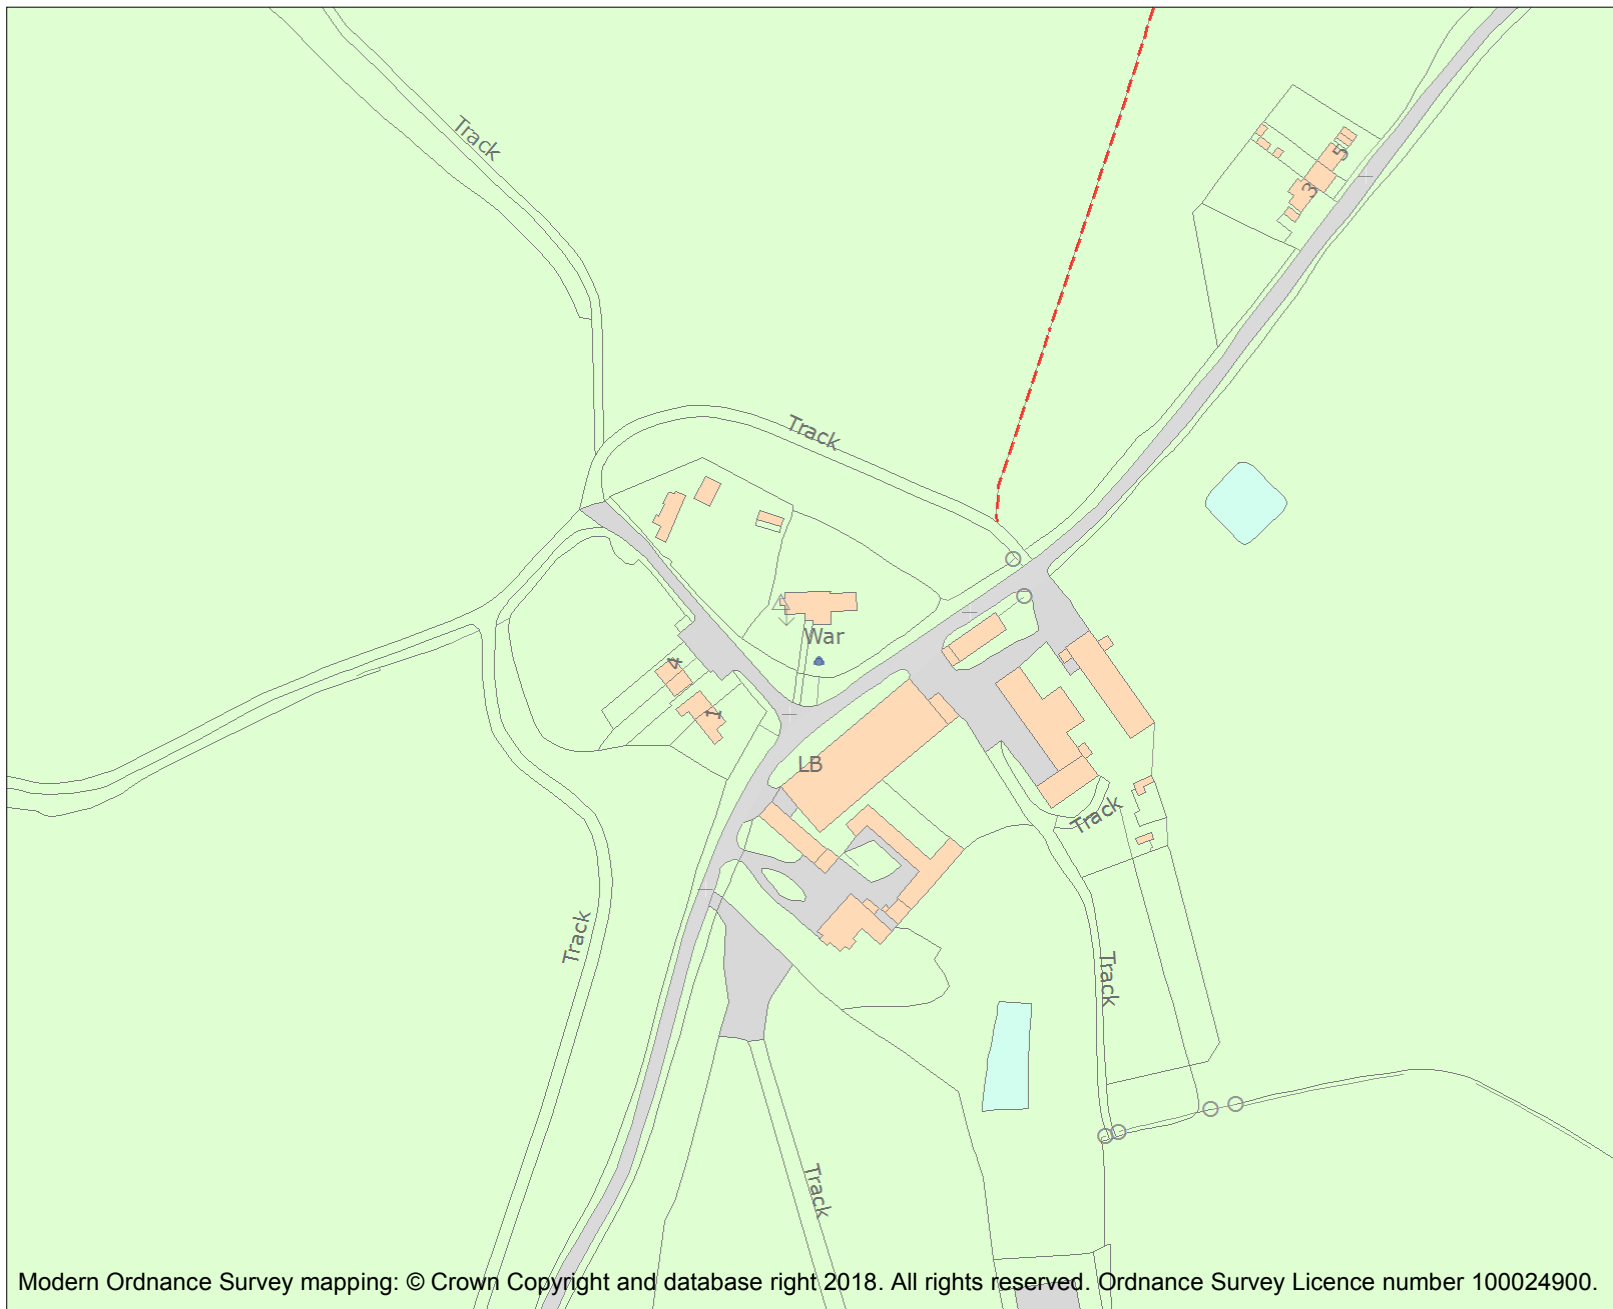 Track
5
3
Track
War
4
1
LB
Track
Track
Track
Track
Modern Ordnance Survey mapping: © Crown Copyright and database right 2018. All rights reserved. Ordnance Survey Licence number 100024900.